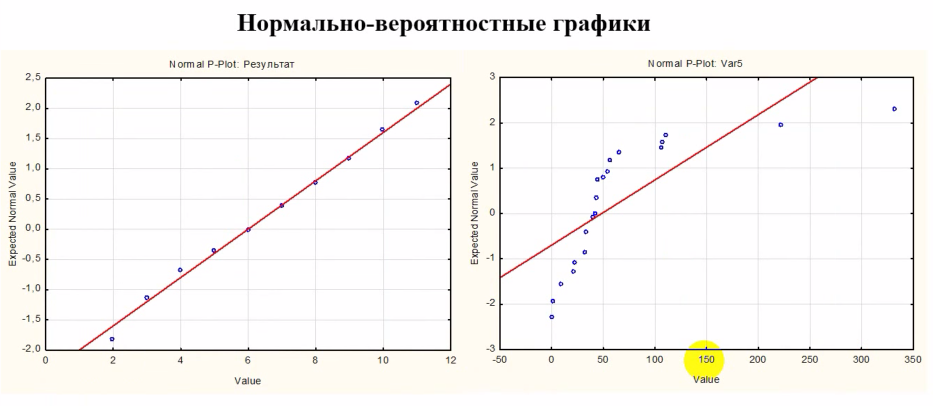 Нормально-вероятностные графики
Normal P-Plot: Результат
2,5
2,0
1,5
1,0
0,5
0,0
-0,5
-1,0
-1,5
-2,0
Expected Normal Value
0 2 4 6 8 10 12
Value
Normal P-Plot: Var5
3
2
1
0
-1
-2
-3
Expected Normal Value
-50 0 50 100 150 200 250 300 350
Value